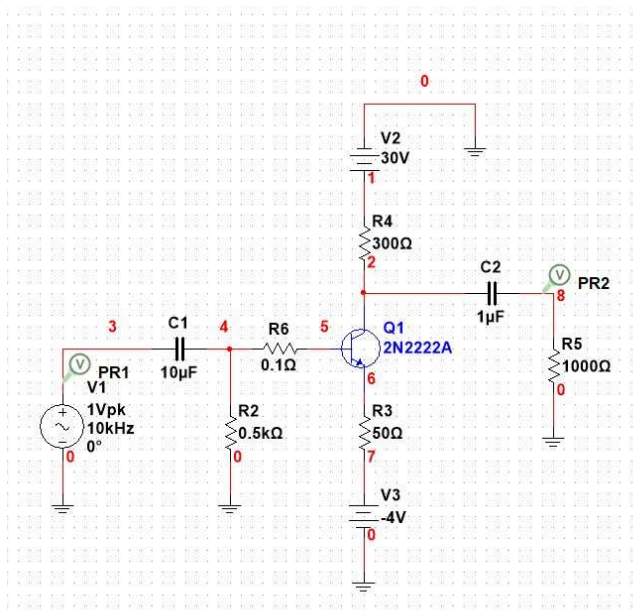 0
V2
30V
1
R4
300Ω
2
C2
1µF
V
PR2
8
3
C1
10µF
4
R6
0.1Ω
5
Q1
2N2222A
6
R5
1000Ω
0
V
PR1
V1
1Vpk
10kHz
0°
0
R2
0.5kΩ
0
R3
50Ω
7
V3
-4V
0